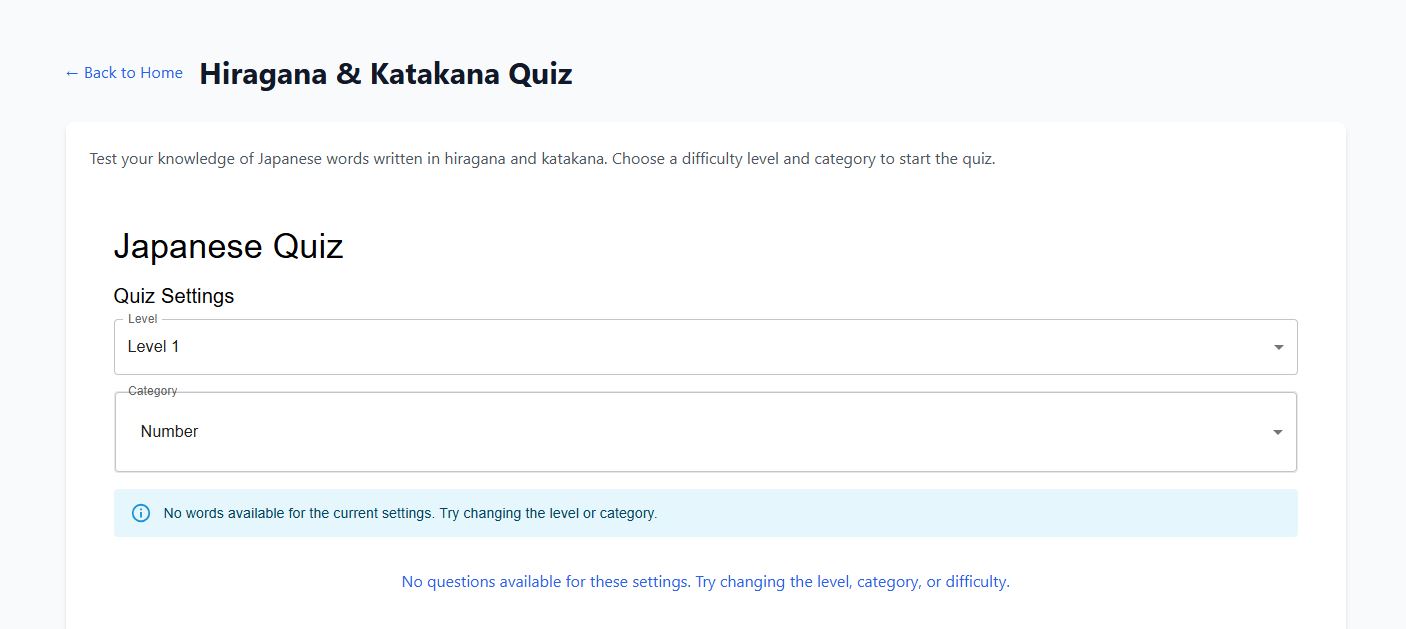 ← Back to Home Hiragana & Katakana Quiz
Test your knowledge of Japanese words written in hiragana and katakana. Choose a difficulty level and category to start the quiz.
Japanese Quiz
Quiz Settings
Level
Level 1
Category
Number
No words available for the current settings. Try changing the level or category.
No questions available for these settings. Try changing the level, category, or difficulty.